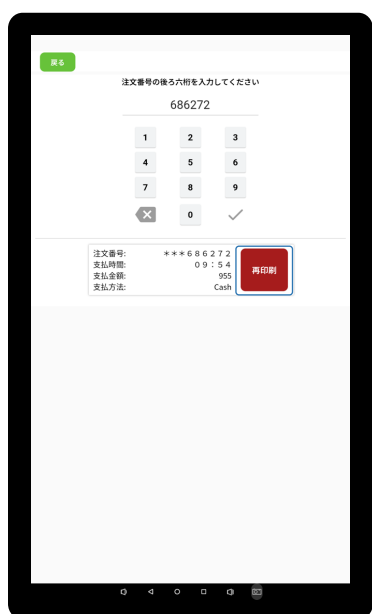 戻る
注文番号の後ろ六桁を入力してください
686272
1 2 3
4 5 6
7 8 9
0
注文番号: ***686272
支払時間: 09:54
支払金額: 955
支払方法: Cash
再印刷